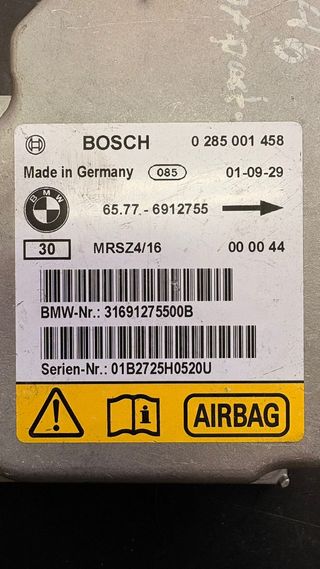 BOSCH 0 285 001 458
Made in Germany 085 01-09-29
BMW 65.77.- 6912755
30 MRSZ4/16 00 00 44
BMW-Nr.: 31691275500B
Serien-Nr.: 01B2725H0520U
AIRBAG